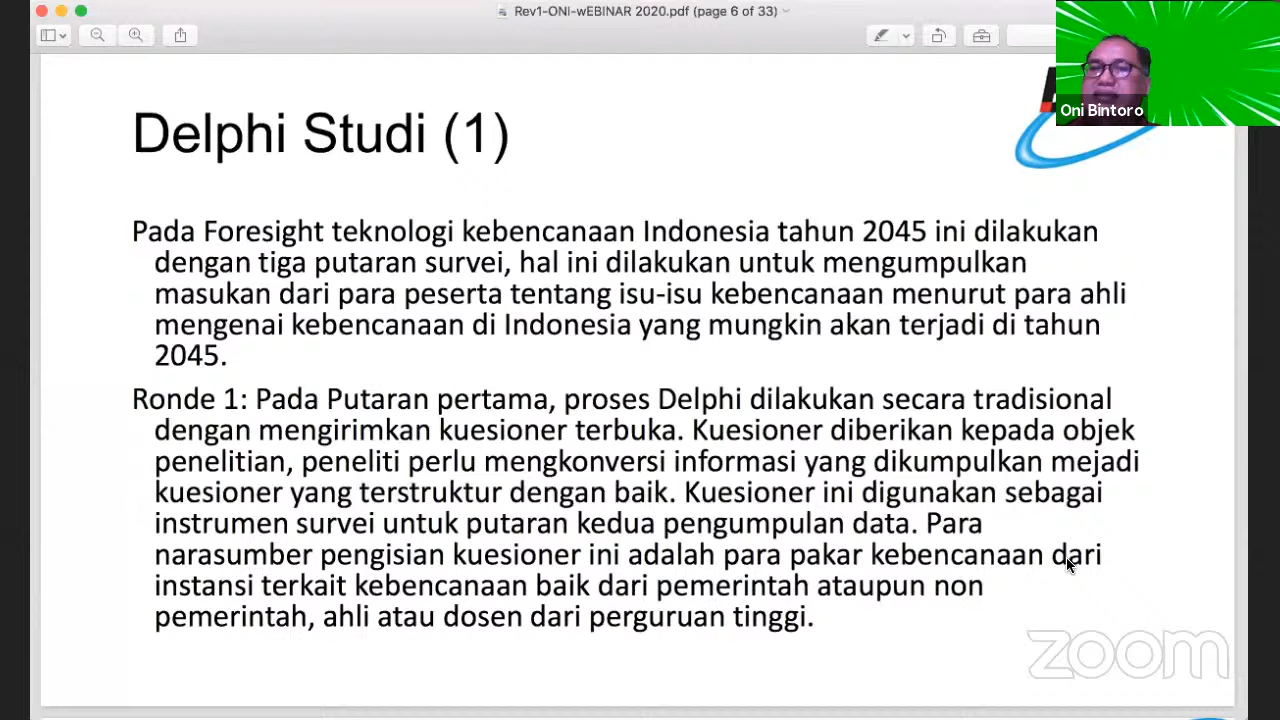 Rev1-ONI-wEBINAR 2020.pdf (page 6 of 33)
Oni Bintoro
Delphi Studi (1)
Pada Foresight teknologi kebencanaan Indonesia tahun 2045 ini dilakukan
dengan tiga putaran survei, hal ini dilakukan untuk mengumpulkan
masukan dari para peserta tentang isu-isu kebencanaan menurut para ahli
mengenai kebencanaan di Indonesia yang mungkin akan terjadi di tahun
2045.
Ronde 1: Pada Putaran pertama, proses Delphi dilakukan secara tradisional
dengan mengirimkan kuesioner terbuka. Kuesioner diberikan kepada objek
penelitian, peneliti perlu mengkonversi informasi yang dikumpulkan mejadi
kuesioner yang terstruktur dengan baik. Kuesioner ini digunakan sebagai
instrumen survei untuk putaran kedua pengumpulan data. Para
narasumber pengisian kuesioner ini adalah para pakar kebencanaan dari
instansi terkait kebencanaan baik dari pemerintah ataupun non
pemerintah, ahli atau dosen dari perguruan tinggi.
zoom